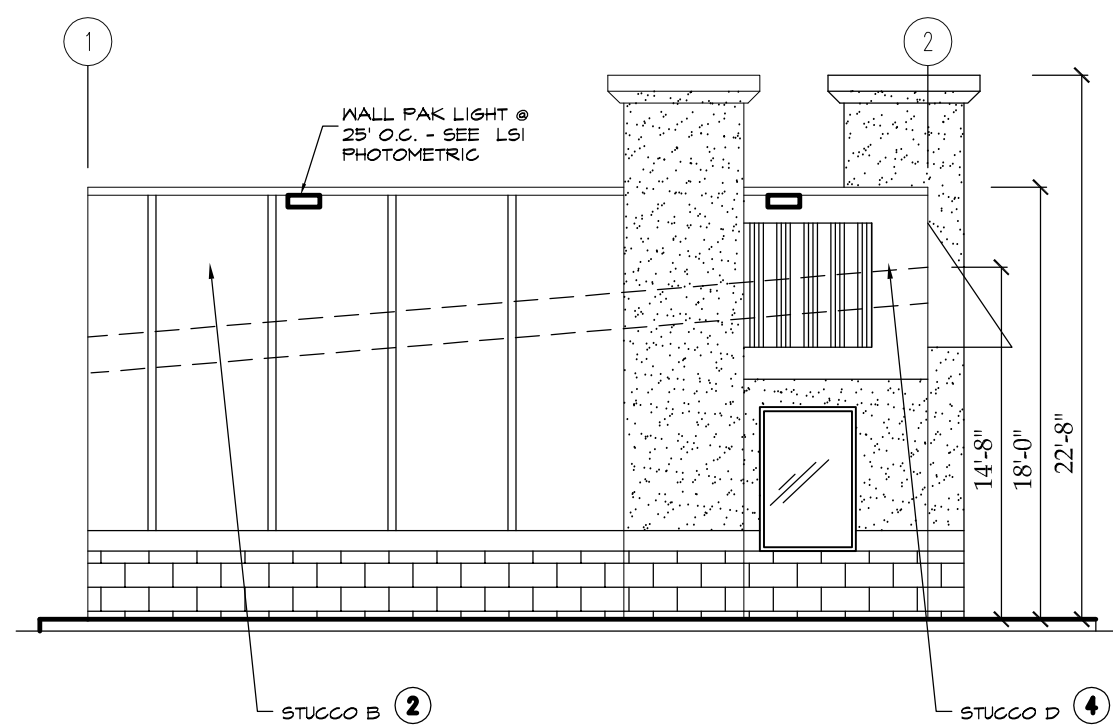 1
2
WALL PAK LIGHT @
25' O.C. - SEE LSI
PHOTOMETRIC
14'-8"
18'-0"
22'-8"
STUCCO B 2
STUCCO D 4